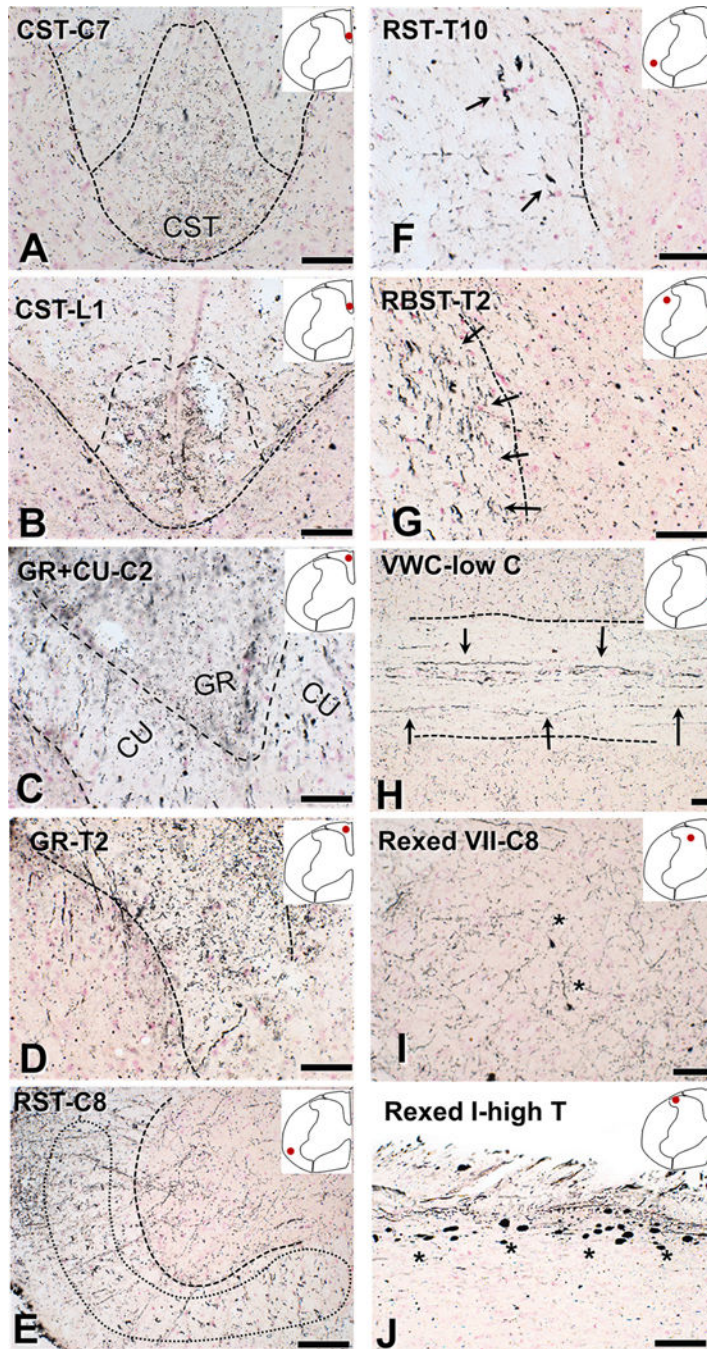 CST-C7
CST
A
CST-L1
B
GR+CU-C2
GR
CU
CU
C
GR-T2
D
RST-C8
E
RST-T10
F
RBST-T2
G
VWC-low C
H
Rexed VII-C8
*
*
I
Rexed I-high T
* * * *
J